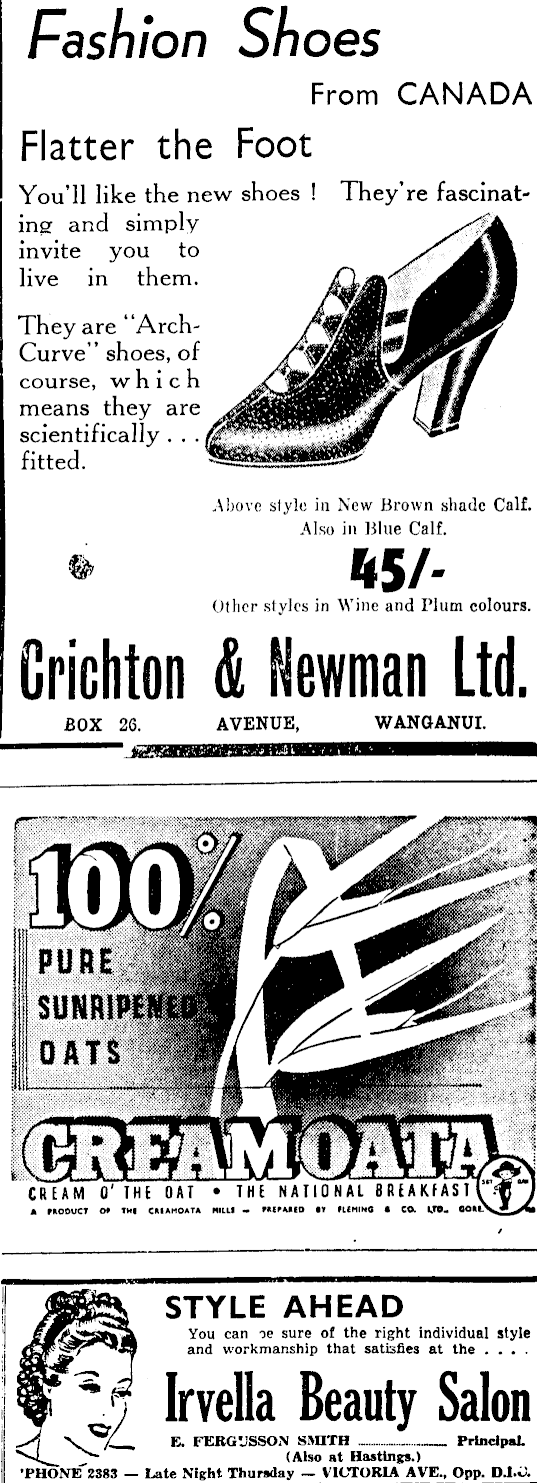 Fashion Shoes
From CANADA
Flatter the Foot
You'll like the new shoes ! They're fascinat-
ing and simply
invite you to
live in them.
They are "Arch-
Curve" shoes, of
course, which
means they are
scientifically . . .
fitted.
Above style in New Brown shade Calf.
Also in Blue Calf.
45/-
Other styles in Wine and Plum colours.
Crichton & Newman Ltd.
BOX 26. AVENUE, WANGANUI.
100%
PURE
SUNRIPENED
OATS
CREAMOATA
CREAM O' THE OAT • THE NATIONAL BREAKFAST
A PRODUCT OF THE CREAMOATA MILLS — PREPARED BY FLEMING & CO. LTD., GORE.
STYLE AHEAD
You can be sure of the right individual style
and workmanship that satisfies at the . . . .
Irvella Beauty Salon
E. FERGUSSON SMITH ........................ Principal.
(Also at Hastings.)
'PHONE 2383 — Late Night Thursday — VICTORIA AVE., Opp. D.I.C.